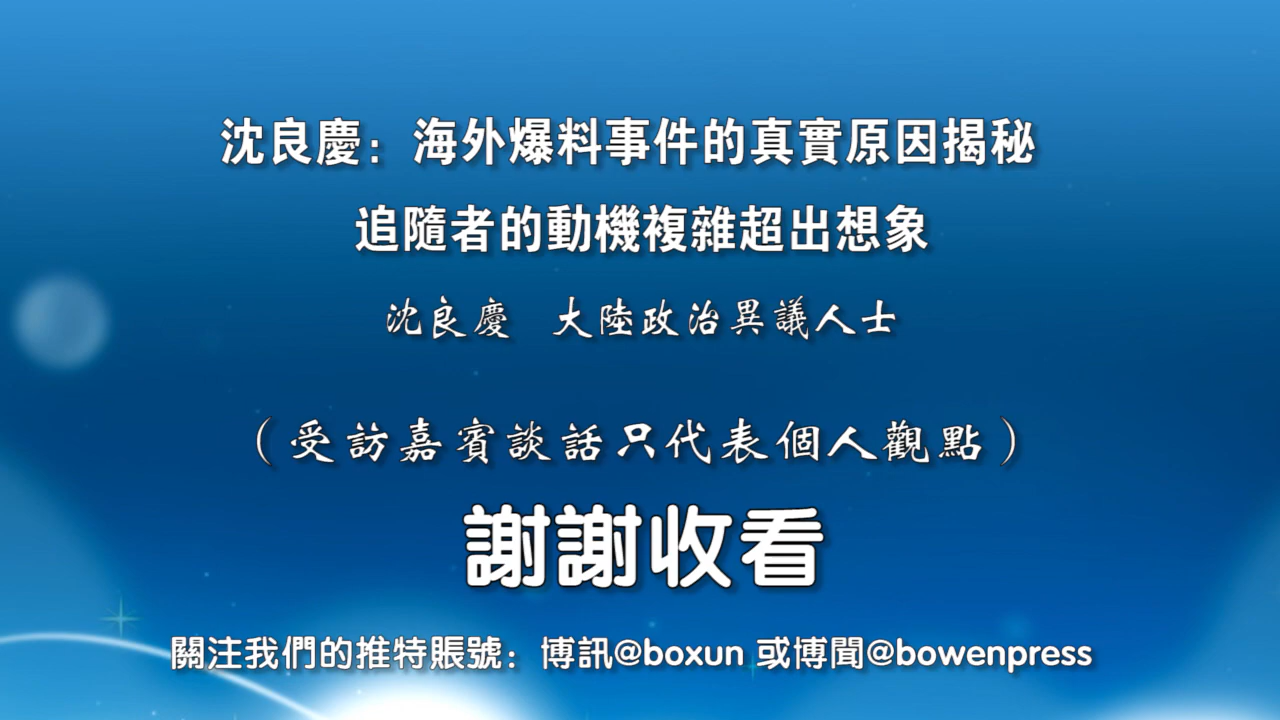 沈良慶：海外爆料事件的真實原因揭秘
追隨者的動機複雜超出想象
沈良慶 大陸政治異議人士
（受訪嘉賓談話只代表個人觀點）
謝謝收看
關注我們的推特賬號：博訊@boxun 或博聞@bowenpress